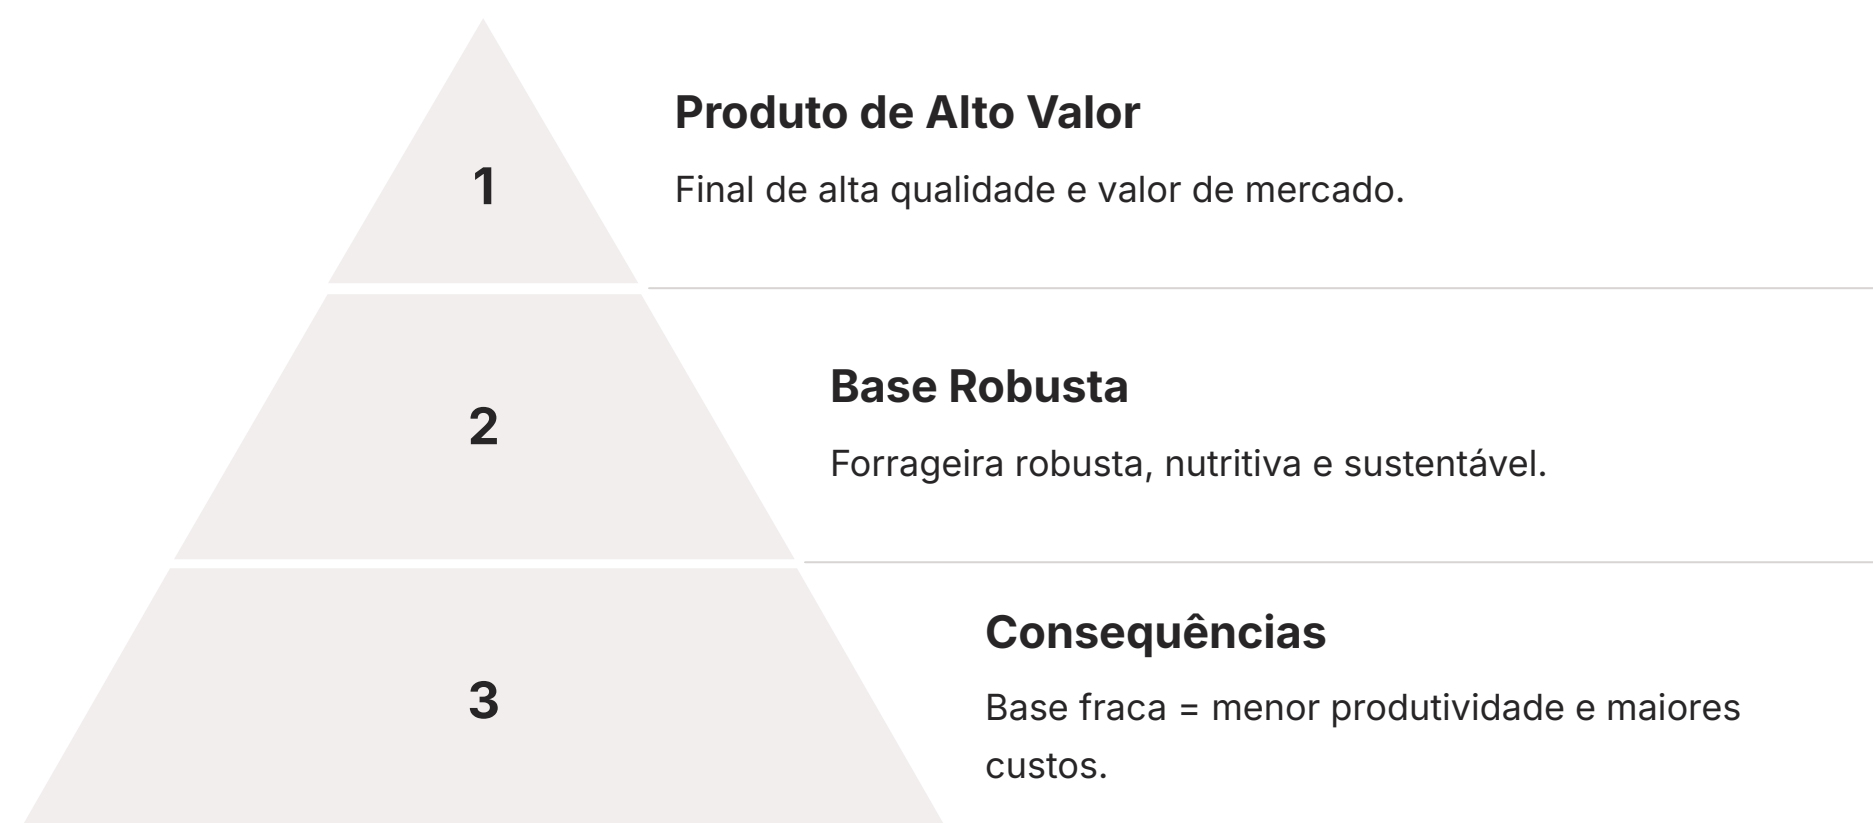 1
Produto de Alto Valor
Final de alta qualidade e valor de mercado.
2
Base Robusta
Forrageira robusta, nutritiva e sustentável.
3
Consequências
Base fraca = menor produtividade e maiores
custos.